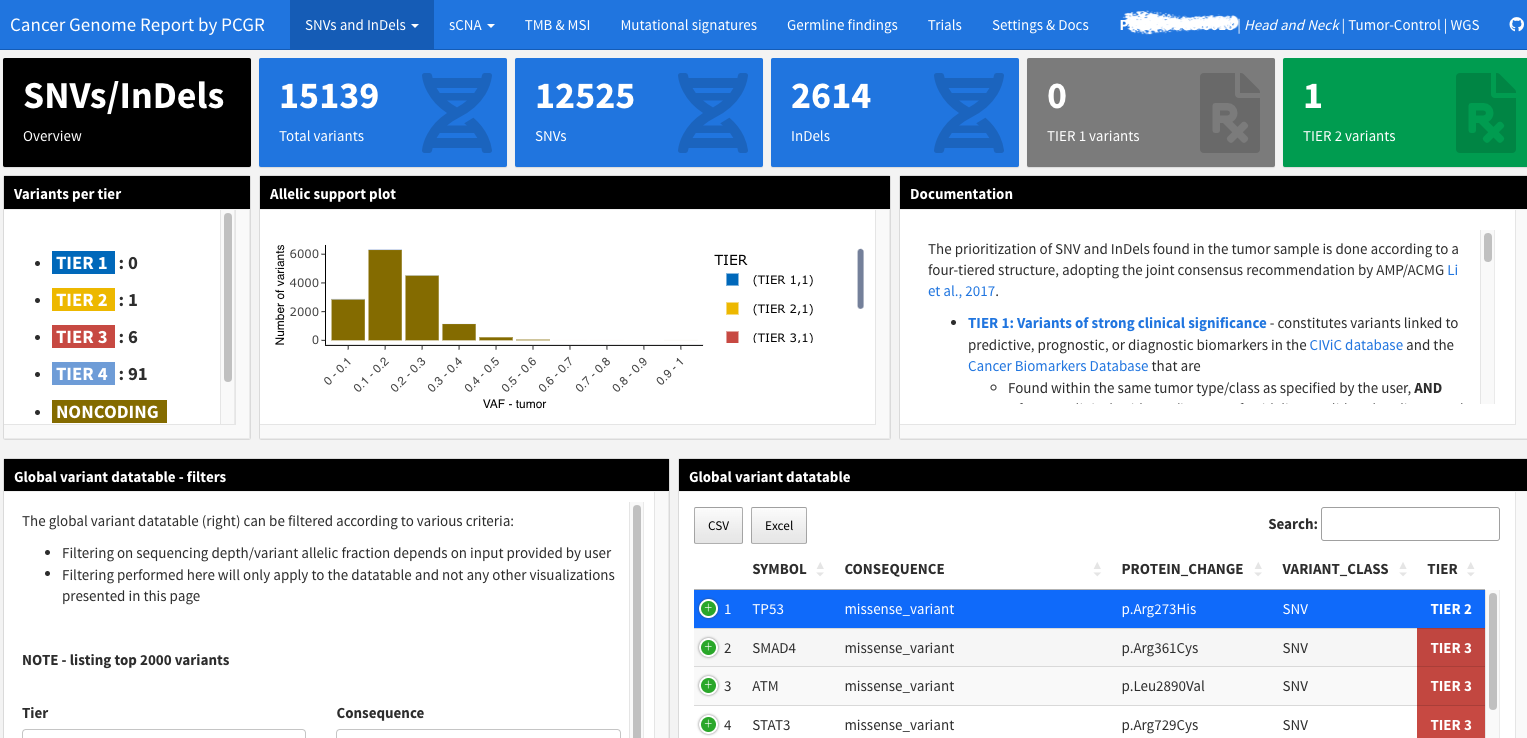 Cancer Genome Report by PCGR SNVs and InDels sCNA TMB & MSI Mutational signatures Germline findings Trials Settings & Docs | Head and Neck | Tumor-Control | WGS
SNVs/InDels 15139 12525 2614 0 1
Overview Total variants SNVs InDels TIER 1 variants TIER 2 variants
Variants per tier
TIER 1 : 0
TIER 2 : 1
TIER 3 : 6
TIER 4 : 91
NONCODING
Allelic support plot
Number of variants
6000
4000
2000
0
0 - 0.1 0.1 - 0.2 0.2 - 0.3 0.3 - 0.4 0.4 - 0.5 0.5 - 0.6 0.6 - 0.7 0.7 - 0.8 0.8 - 0.9 0.9 - 1
VAF - tumor
TIER
(TIER 1,1)
(TIER 2,1)
(TIER 3,1)
Documentation
The prioritization of SNV and InDels found in the tumor sample is done according to a
four-tiered structure, adopting the joint consensus recommendation by AMP/ACMG Li
et al., 2017.
TIER 1: Variants of strong clinical significance - constitutes variants linked to
predictive, prognostic, or diagnostic biomarkers in the CIViC database and the
Cancer Biomarkers Database that are
Found within the same tumor type/class as specified by the user, AND
Global variant datatable - filters
The global variant datatable (right) can be filtered according to various criteria:
Filtering on sequencing depth/variant allelic fraction depends on input provided by user
Filtering performed here will only apply to the datatable and not any other visualizations
presented in this page
NOTE - listing top 2000 variants
Tier Consequence
Global variant datatable
CSV Excel Search:
SYMBOL CONSEQUENCE PROTEIN_CHANGE VARIANT_CLASS TIER
1 TP53 missense_variant p.Arg273His SNV TIER 2
2 SMAD4 missense_variant p.Arg361Cys SNV TIER 3
3 ATM missense_variant p.Leu2890Val SNV TIER 3
4 STAT3 missense_variant p.Arg729Cys SNV TIER 3